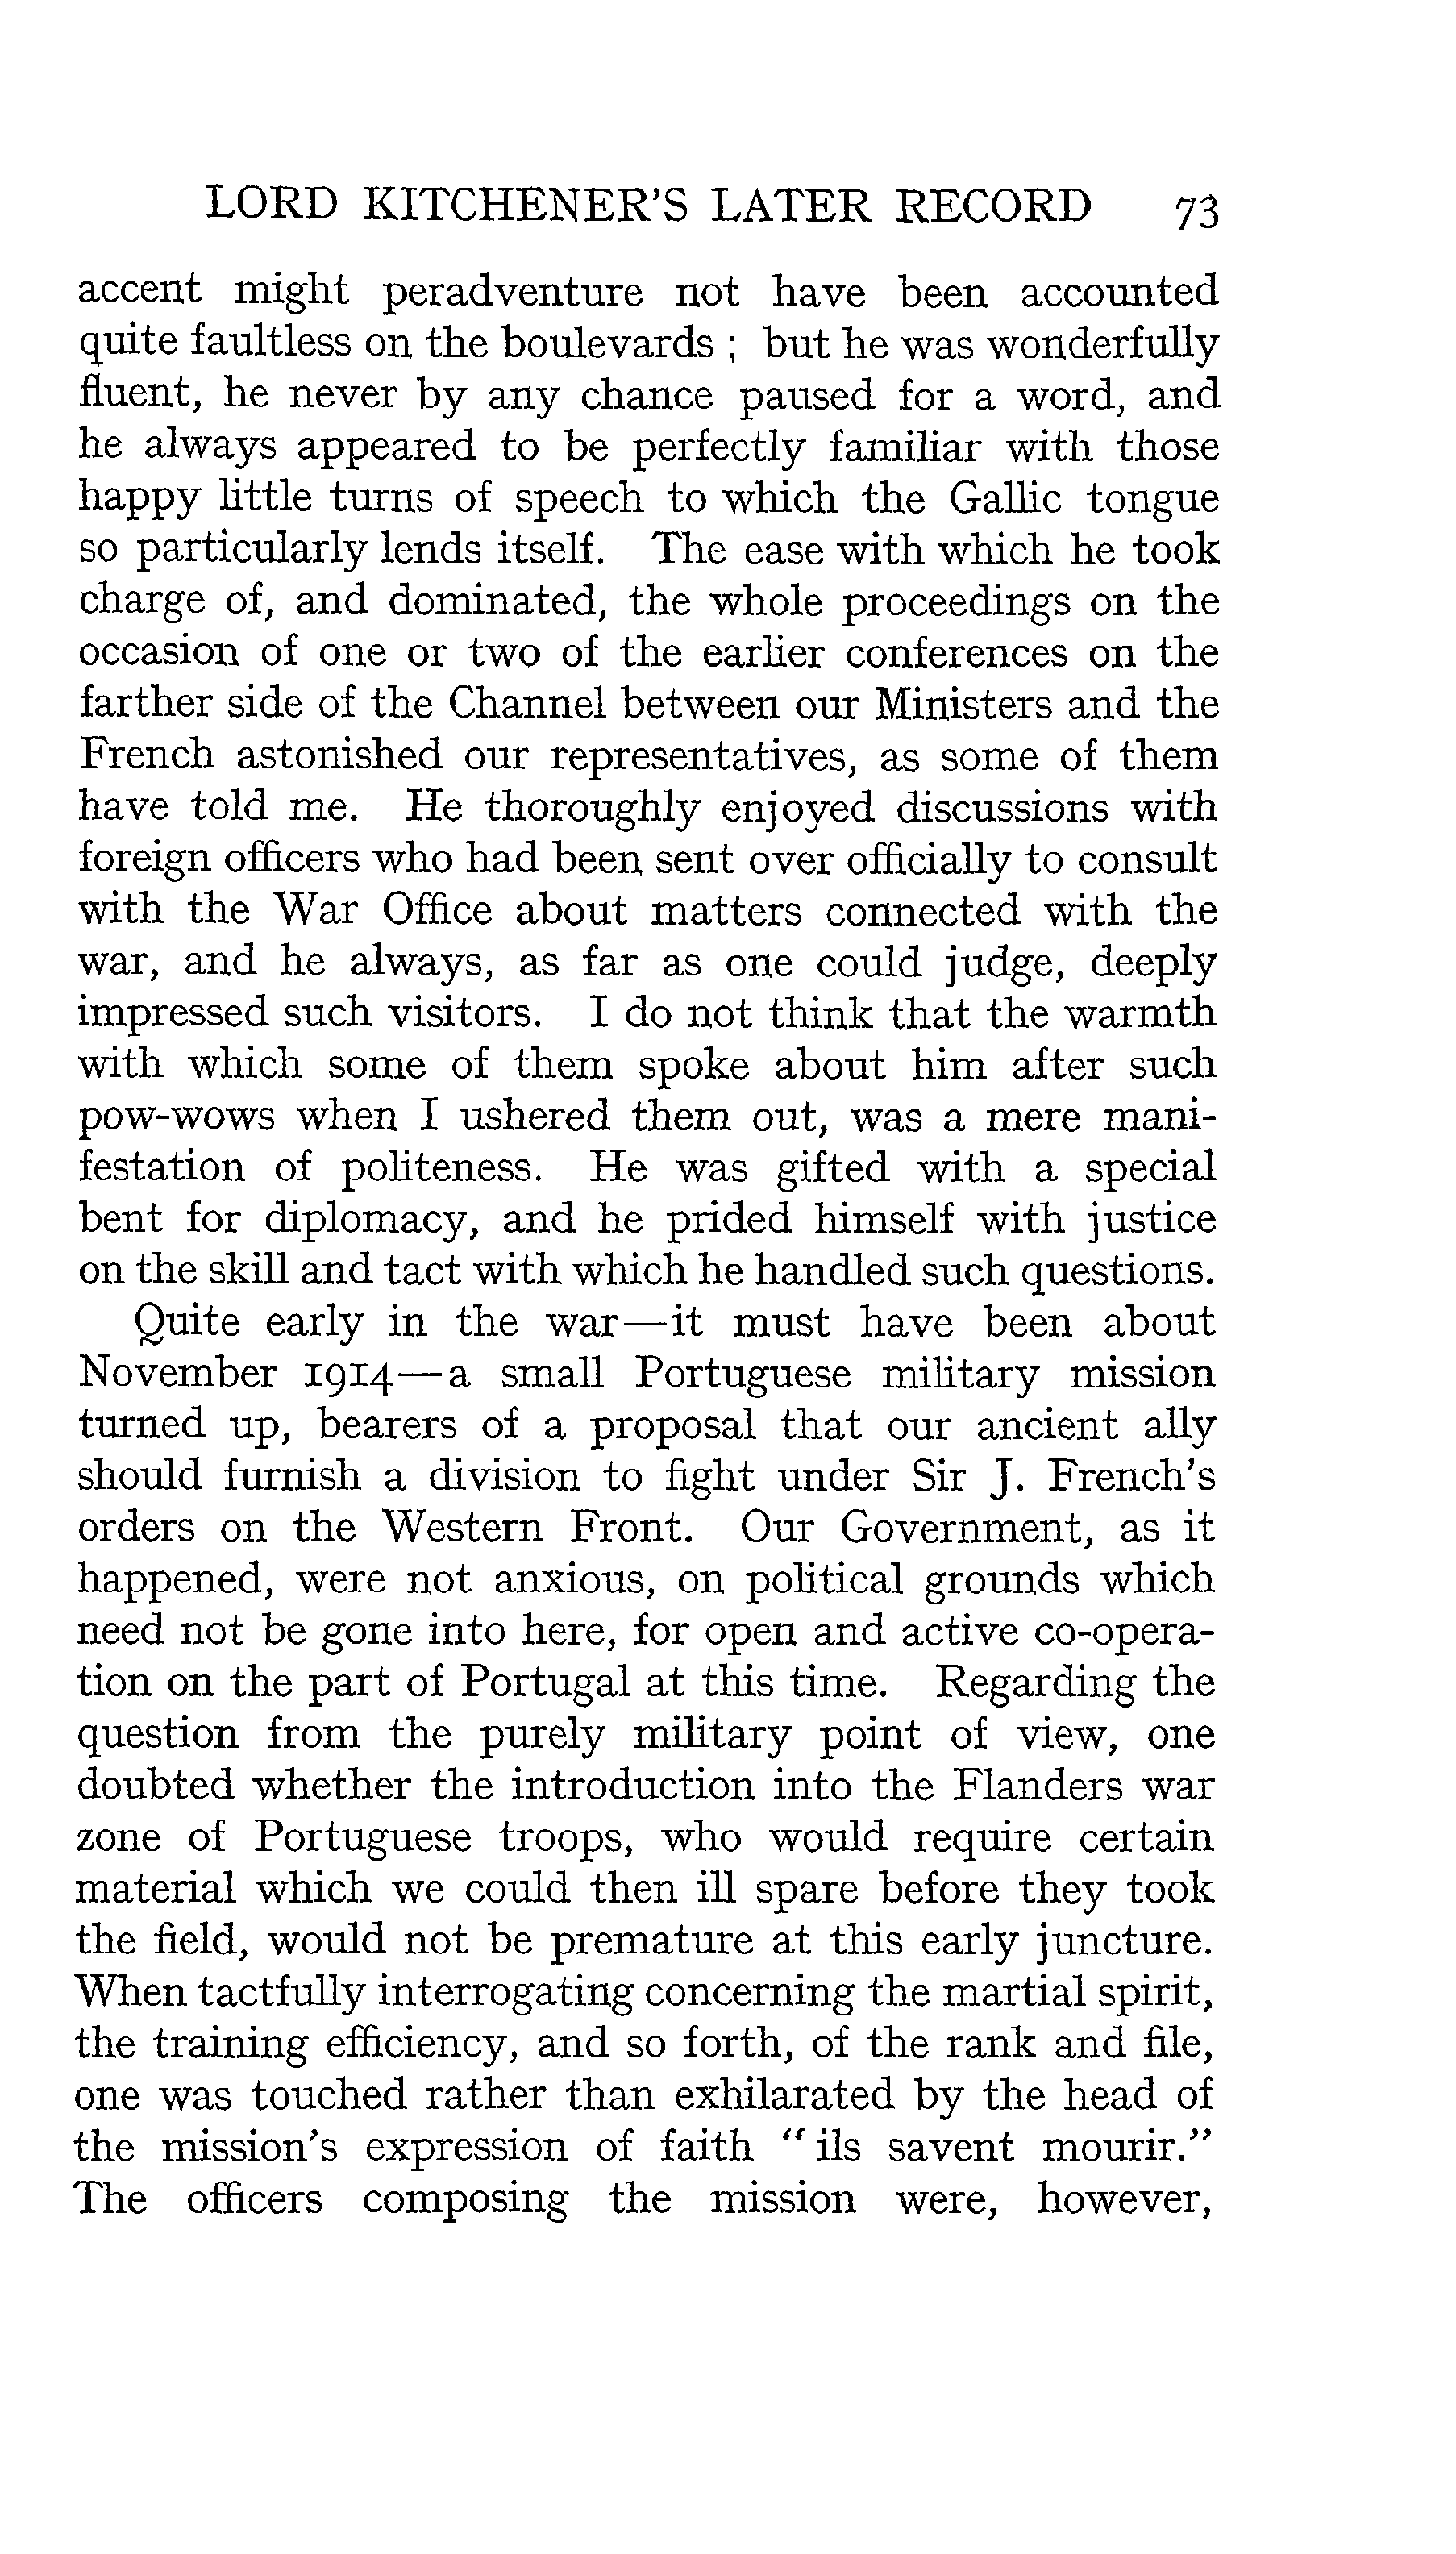 LORD KITCHENER'S LATER RECORD 73
accent might peradventure not have been accounted
quite faultless on the boulevards ; but he was wonderfully
fluent, he never by any chance paused for a word, and
he always appeared to be perfectly familiar with those
happy little turns of speech to which the Gallic tongue
so particularly lends itself. The ease with which he took
charge of, and dominated, the whole proceedings on the
occasion of one or two of the earlier conferences on the
farther side of the Channel between our Ministers and the
French astonished our representatives, as some of them
have told me. He thoroughly enjoyed discussions with
foreign officers who had been sent over officially to consult
with the War Office about matters connected with the
war, and he always, as far as one could judge, deeply
impressed such visitors. I do not think that the warmth
with which some of them spoke about him after such
pow-wows when I ushered them out, was a mere mani-
festation of politeness. He was gifted with a special
bent for diplomacy, and he prided himself with justice
on the skill and tact with which he handled such questions.
Quite early in the war—it must have been about
November 1914—a small Portuguese military mission
turned up, bearers of a proposal that our ancient ally
should furnish a division to fight under Sir J. French's
orders on the Western Front. Our Government, as it
happened, were not anxious, on political grounds which
need not be gone into here, for open and active co-opera-
tion on the part of Portugal at this time. Regarding the
question from the purely military point of view, one
doubted whether the introduction into the Flanders war
zone of Portuguese troops, who would require certain
material which we could then ill spare before they took
the field, would not be premature at this early juncture.
When tactfully interrogating concerning the martial spirit,
the training efficiency, and so forth, of the rank and file,
one was touched rather than exhilarated by the head of
the mission's expression of faith "ils savent mourir."
The officers composing the mission were, however,